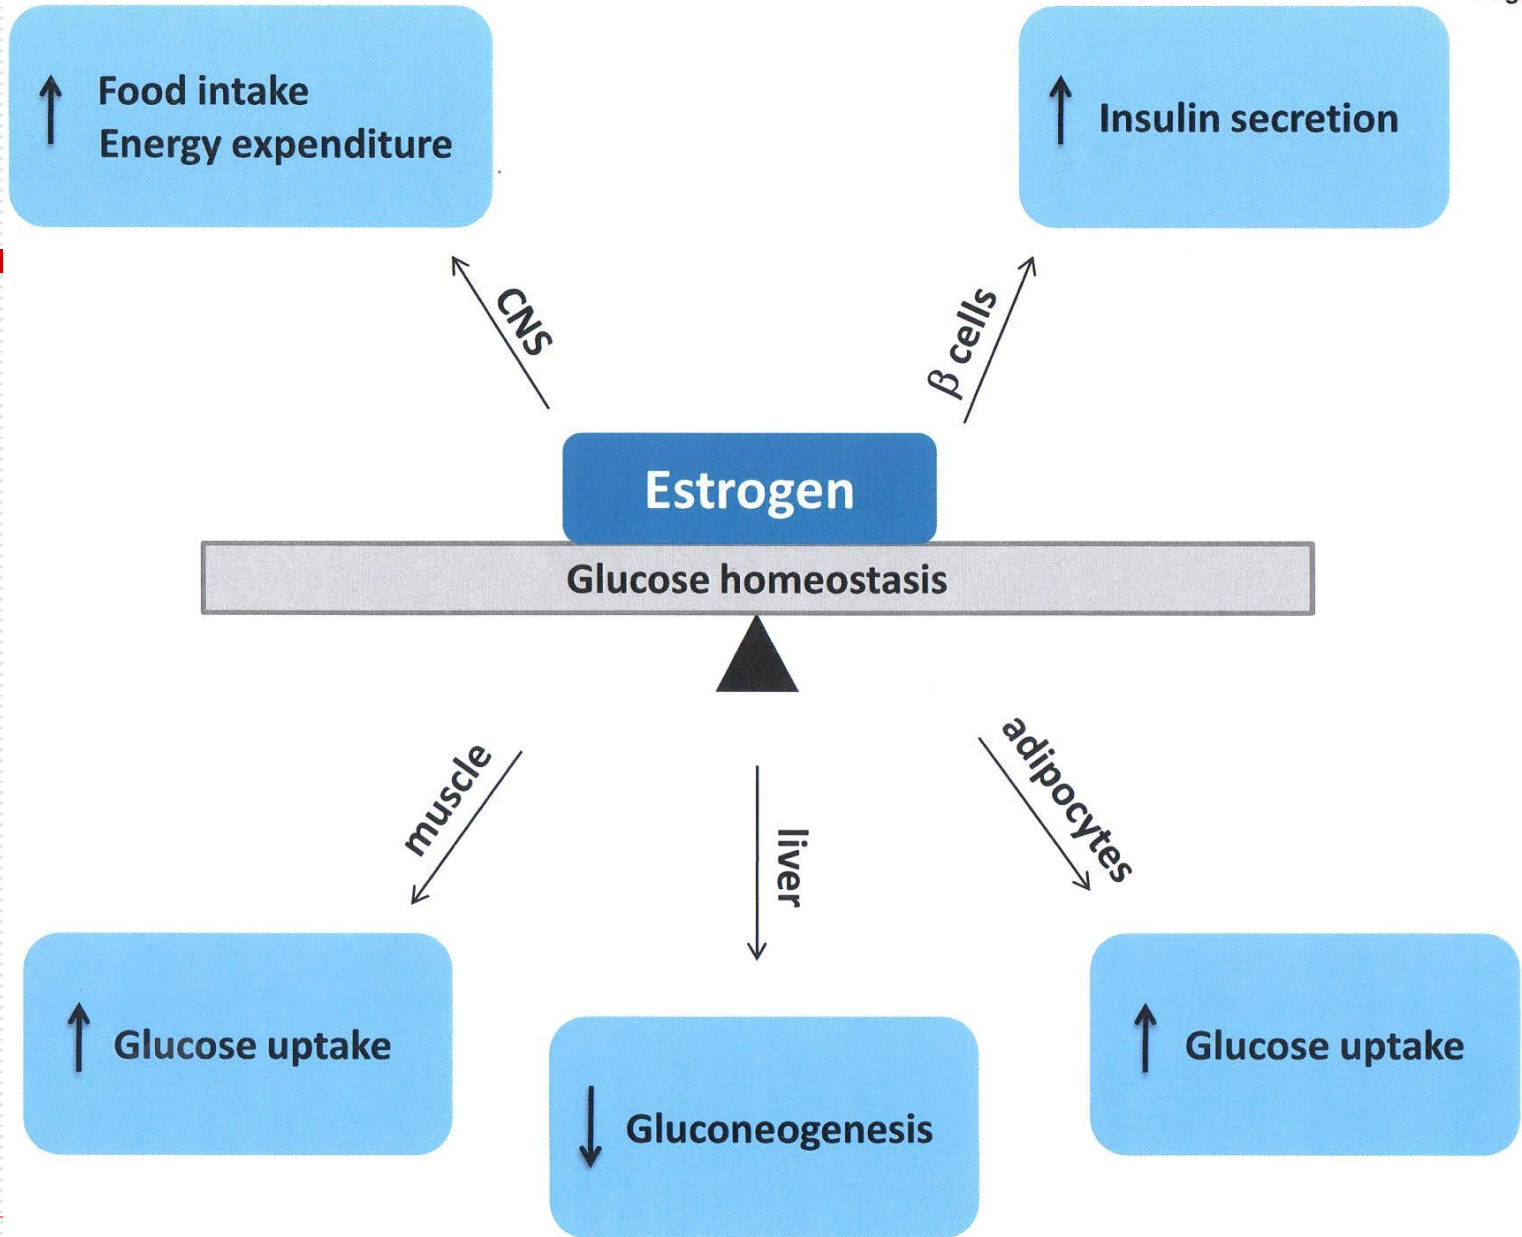 ↑ Food intake
Energy expenditure
↑ Insulin secretion
CNS
β cells
Estrogen
Glucose homeostasis
muscle
liver
adipocytes
↑ Glucose uptake
↓ Gluconeogenesis
↑ Glucose uptake